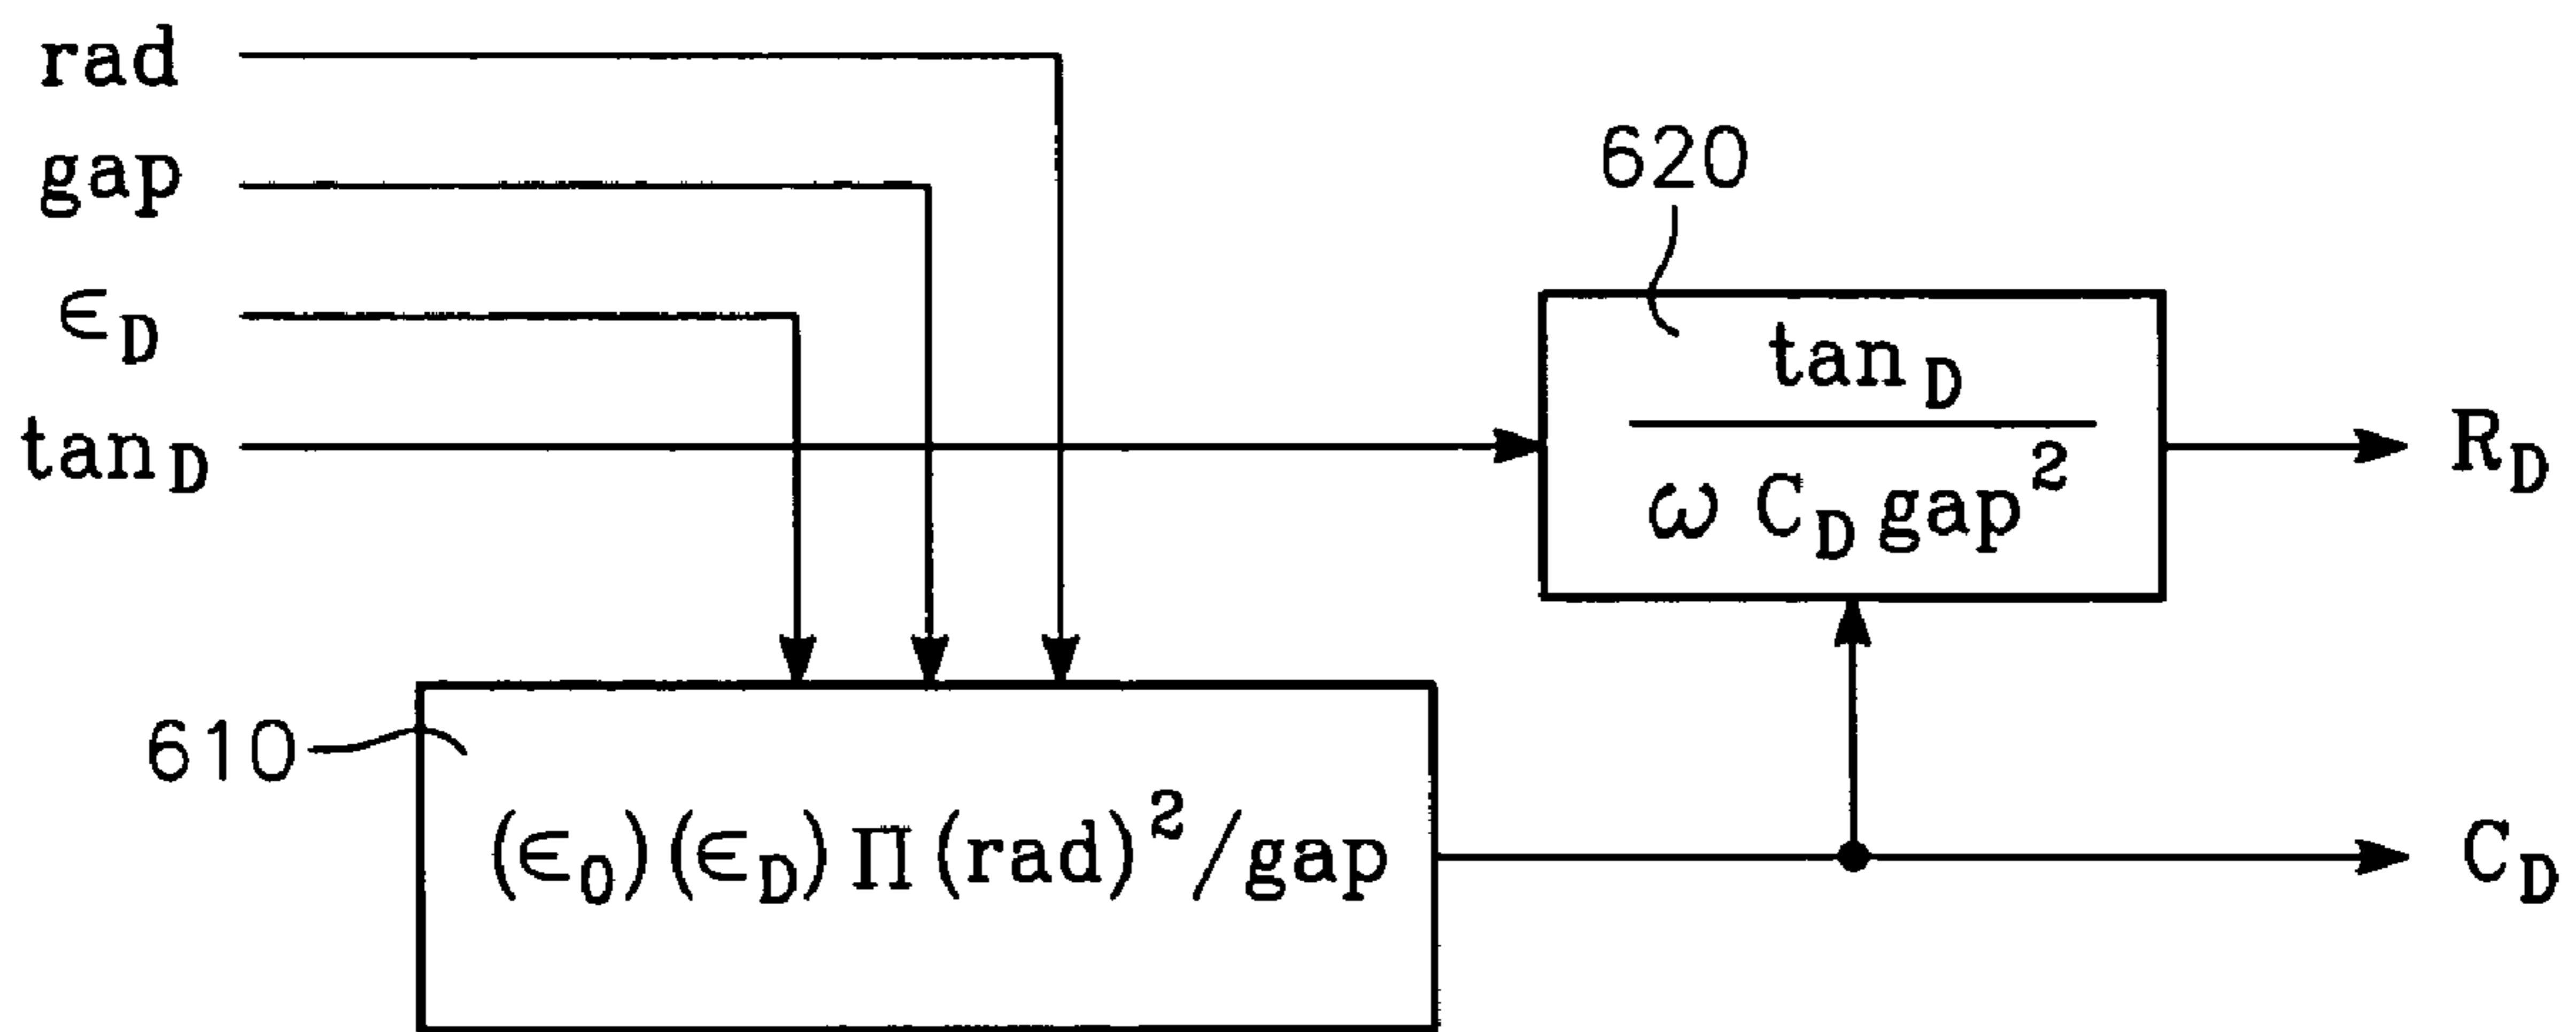 rad
gap
∈D
tanD
620
tanD
ω CD gap²
RD
610
(∈0)(∈D)Π(rad)²/gap
CD